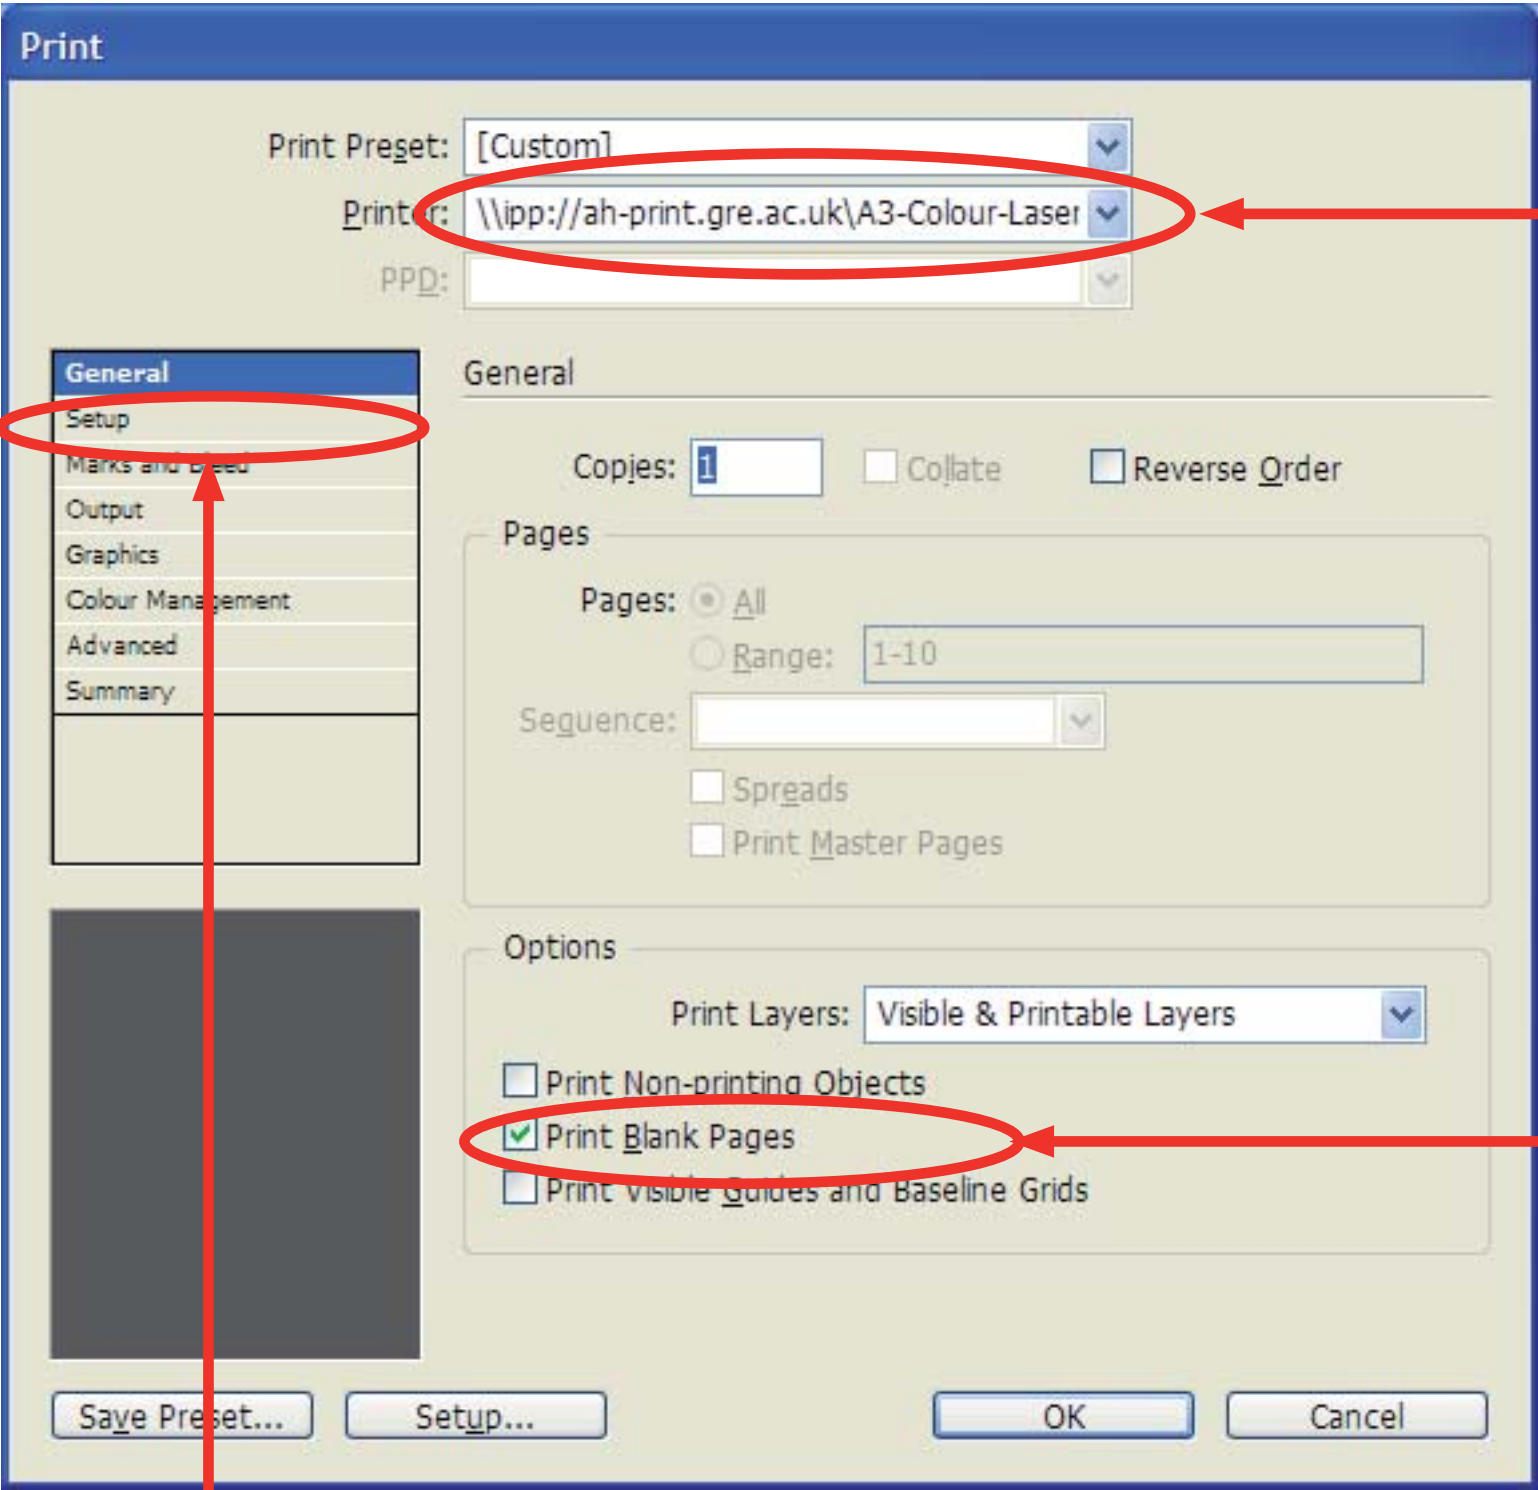 Print
Print Preset: [Custom]
Printer: \\ipp://ah-print.gre.ac.uk\A3-Colour-Laser
PPD:
General
Setup
Marks and Bleed
Output
Graphics
Colour Management
Advanced
Summary
General
Copies: 1 Collate Reverse Order
Pages
Pages: All
Range: 1-10
Sequence:
Spreads
Print Master Pages
Options
Print Layers: Visible & Printable Layers
Print Non-printing Objects
Print Blank Pages
Print Visible Guides and Baseline Grids
Save Preset... Setup... OK Cancel